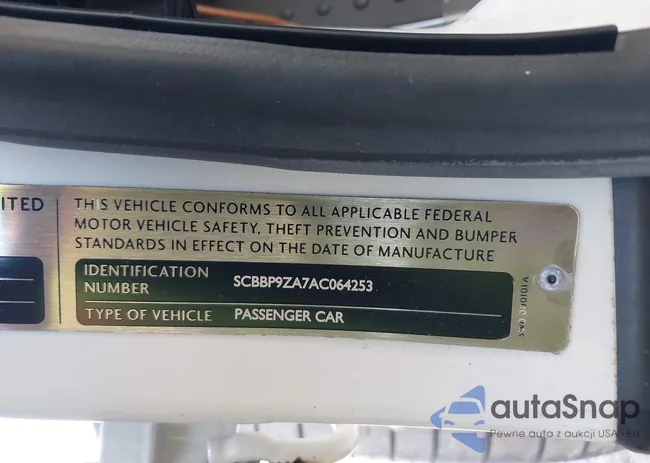 ITED
THIS VEHICLE CONFORMS TO ALL APPLICABLE FEDERAL
MOTOR VEHICLE SAFETY, THEFT PREVENTION AND BUMPER
STANDARDS IN EFFECT ON THE DATE OF MANUFACTURE
IDENTIFICATION
NUMBER
SCBBP9ZA7AC064253
TYPE OF VEHICLE
PASSENGER CAR
autaSnap
Pewne auta z aukcji USA i EU